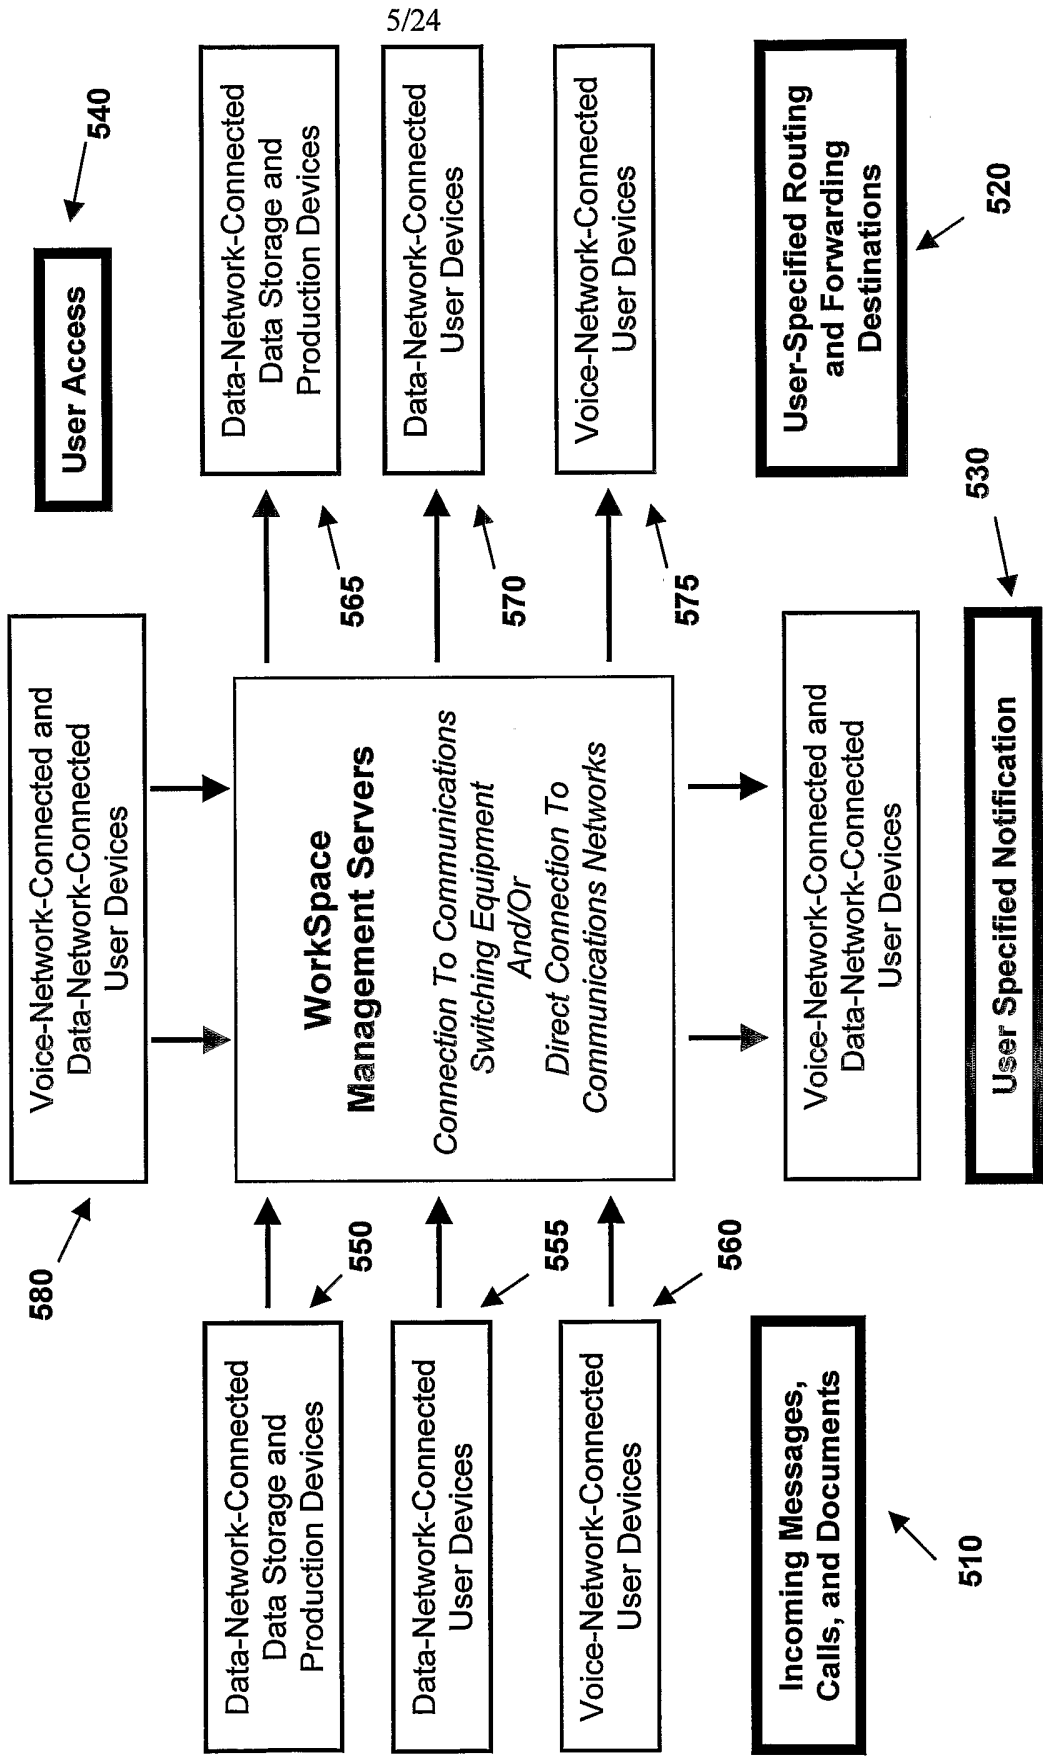 5/24
User Access
540
Voice-Network-Connected and
Data-Network-Connected
User Devices
580
Data-Network-Connected
Data Storage and
Production Devices
550
Data-Network-Connected
User Devices
555
Voice-Network-Connected
User Devices
560
WorkSpace
Management Servers
Connection To Communications
Switching Equipment
And/Or
Direct Connection To
Communications Networks
Data-Network-Connected
Data Storage and
Production Devices
565
Data-Network-Connected
User Devices
570
Voice-Network-Connected
User Devices
575
Incoming Messages,
Calls, and Documents
510
Voice-Network-Connected and
Data-Network-Connected
User Devices
User Specified Notification
530
User-Specified Routing
and Forwarding
Destinations
520